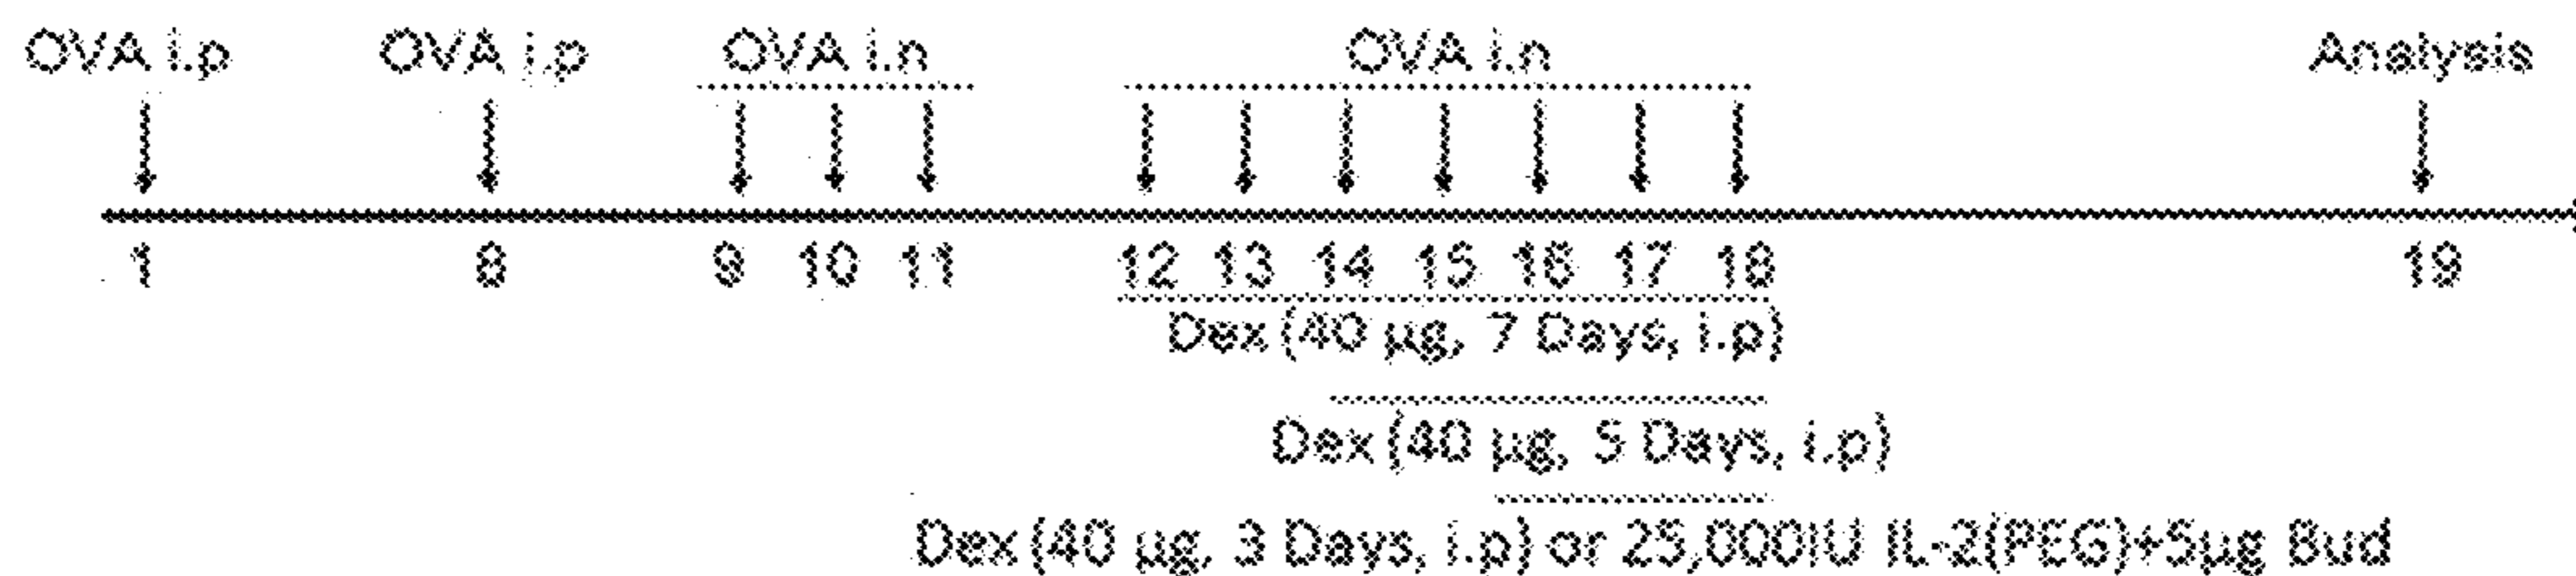 OVA i.p OVA i.p OVA i.n OVA i.n Analysis
1 8 9 10 11 12 13 14 15 16 17 18 19
Dex (40 µg, 7 Days, i.p)
Dex (40 µg, 5 Days, i.p)
Dex (40 µg, 3 Days, i.p) or 25,000IU IL-2(PEG)+5µg Bud